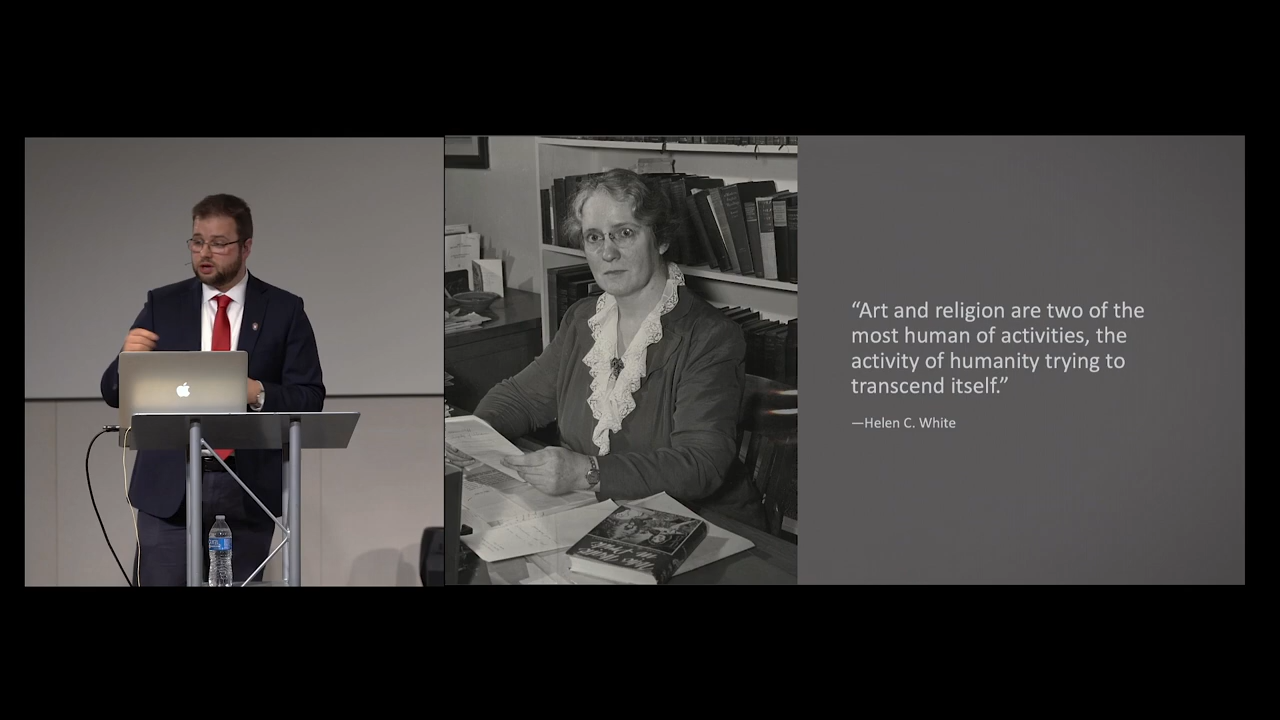 “Art and religion are two of the
most human of activities, the
activity of humanity trying to
transcend itself.”
—Helen C. White